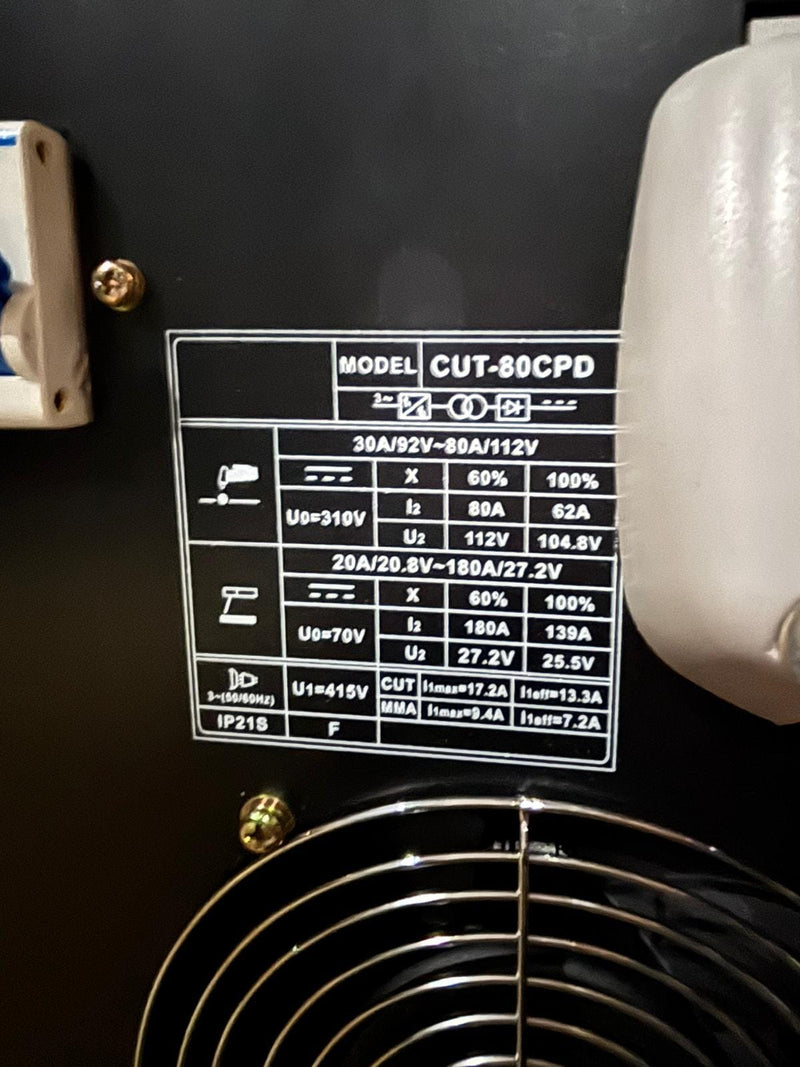 MODEL CUT-80CPD
3~
30A/92V~80A/112V
X 60% 100%
U0=310V I2 80A 62A
U2 112V 104.8V
20A/20.8V~180A/27.2V
X 60% 100%
U0=70V I2 180A 139A
U2 27.2V 25.5V
3~(50/60HZ) U1=415V CUT I1max=17.2A I1eff=13.3A
MMA I1max=9.4A I1eff=7.2A
IP21S F